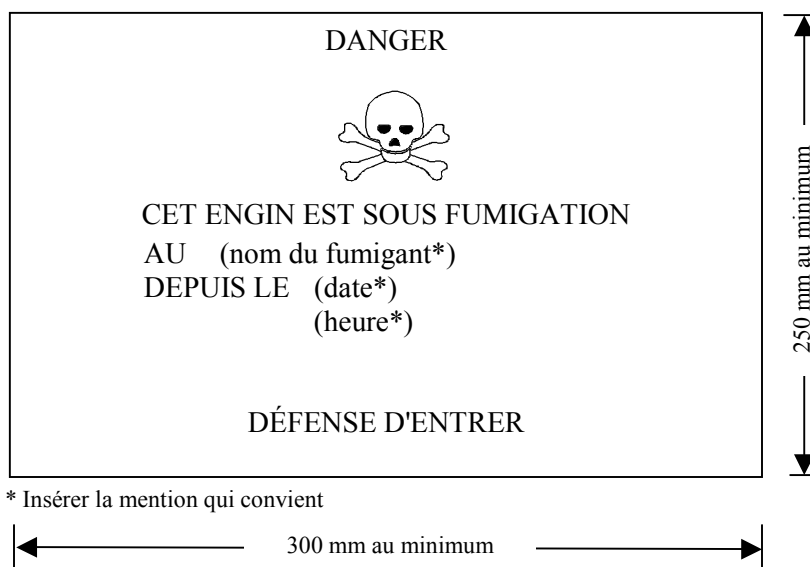 DANGER
CET ENGIN EST SOUS FUMIGATION
AU (nom du fumigant*)
DEPUIS LE (date*)
(heure*)
DÉFENSE D'ENTRER
250 mm au minimum
* Insérer la mention qui convient
300 mm au minimum